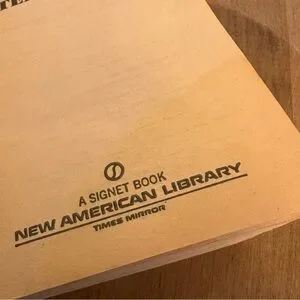 A SIGNET BOOK
NEW AMERICAN LIBRARY
TIMES MIRROR